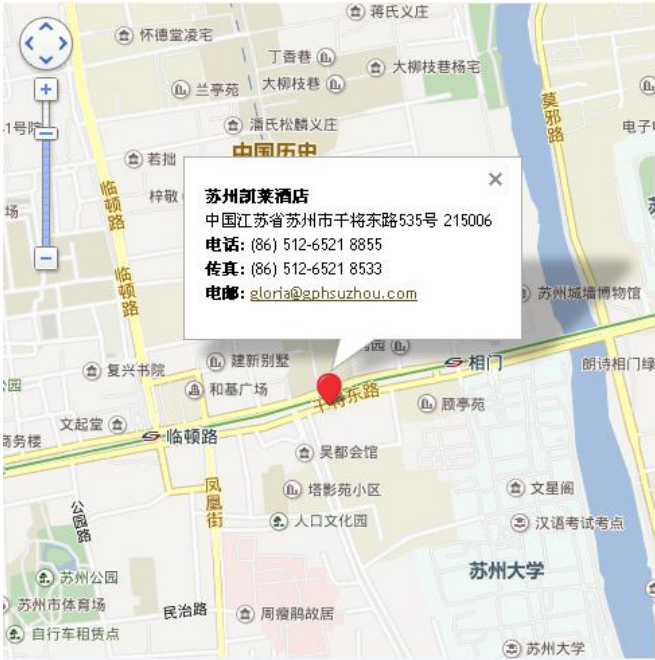 蒋氏义庄
怀德堂凌宅
丁香巷
大柳枝巷杨宅
兰亭苑
大柳枝巷
莫邪路
潘氏松麟义庄
1号院
电子
中国历史
若拙
临顿路
梓敬
场
苏州凯莱酒店
中国江苏省苏州市干将东路535号 215006
电话: (86) 512-6521 8855
传真: (86) 512-6521 8533
电邮: gloria@gphsuzhou.com
临顿路
苏州城墙博物馆
建新别墅
园
相门
复兴书院
朗诗相门绿
公园
和基广场
干将东路
顾亭苑
文起堂
商务楼
临顿路
吴都会馆
凤凰街
塔影苑小区
文星阁
公园路
人口文化园
汉语考试考点
苏州公园
苏州大学
苏州市体育场
民治路
周瘦鹃故居
自行车租赁点
苏州大学